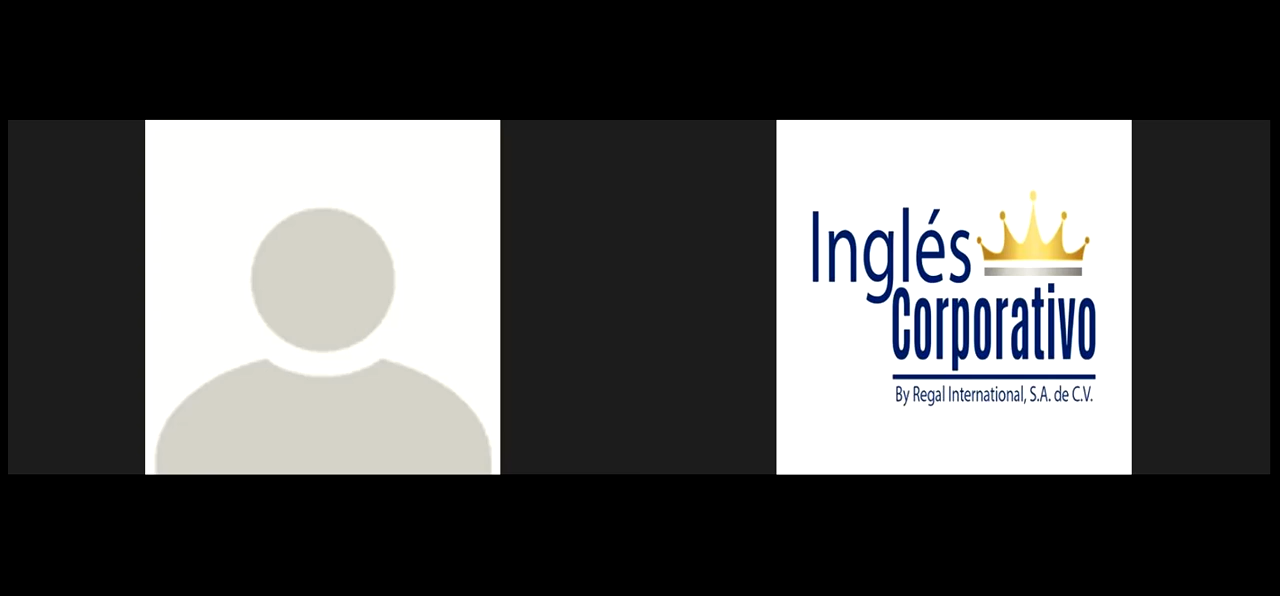 Inglés
Corporativo
By Regal International, S.A. de C.V.